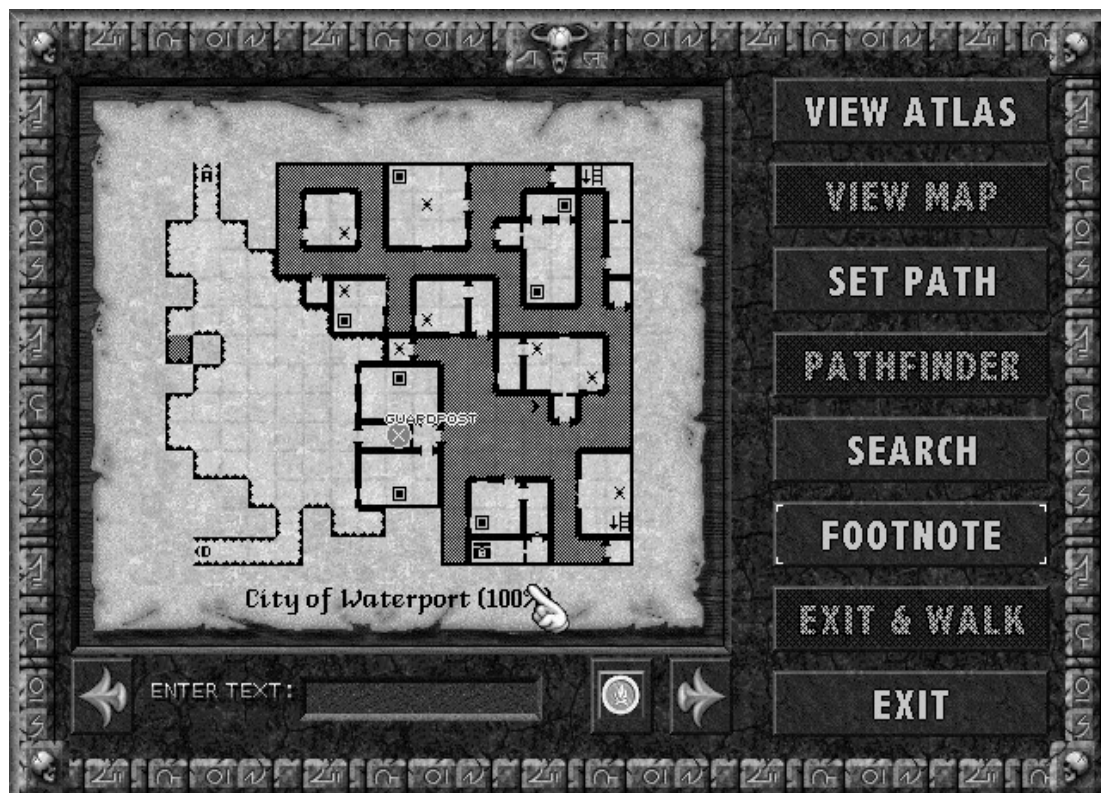 VIEW ATLAS
VIEW MAP
SET PATH
PATHFINDER
SEARCH
FOOTNOTE
EXIT & WALK
EXIT
A
GUARDPOST
D
City of Waterport (100%)
ENTER TEXT: